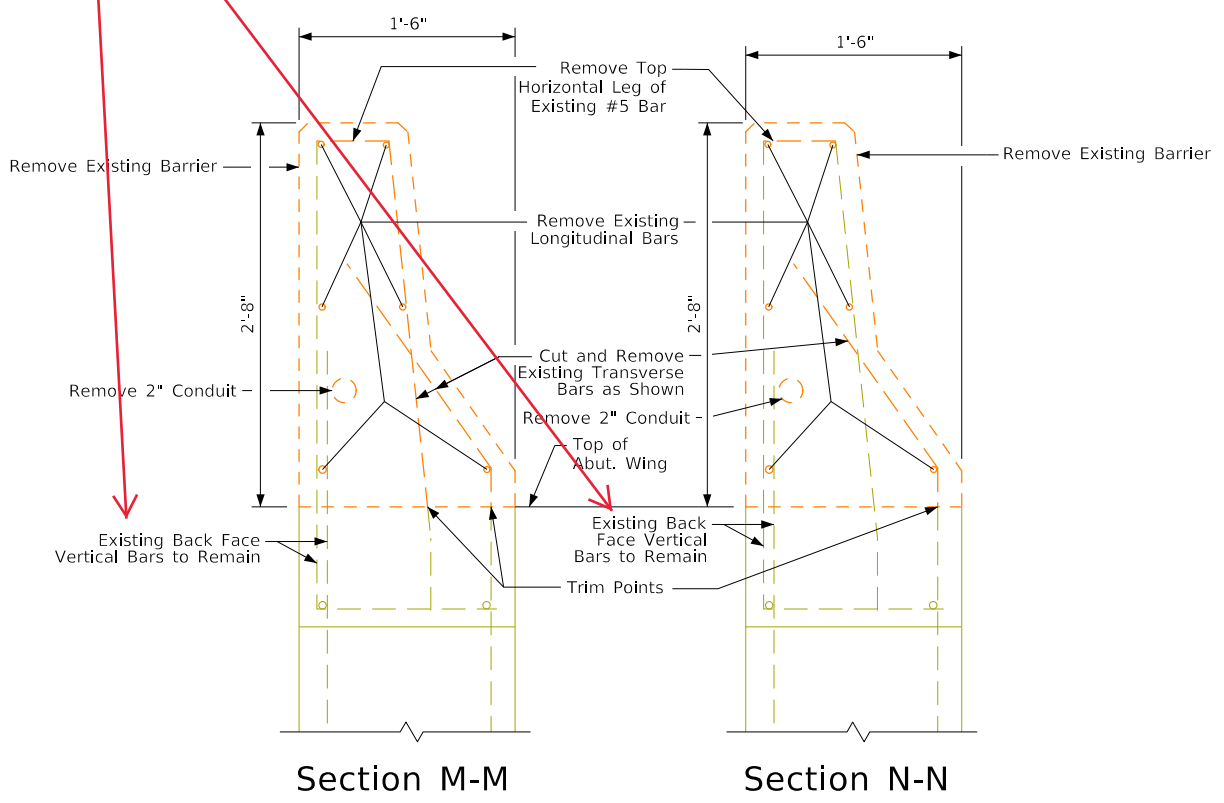 1'-6"
1'-6"
Remove Top
Horizontal Leg of
Existing #5 Bar
Remove Existing Barrier
Remove Existing Barrier
Remove Existing
Longitudinal Bars
2'-8"
2'-8"
Cut and Remove
Existing Transverse
Bars as Shown
Remove 2" Conduit
Remove 2" Conduit
Top of
Abut. Wing
Existing Back Face
Vertical Bars to Remain
Existing Back
Face Vertical
Bars to Remain
Trim Points
Section M-M
Section N-N